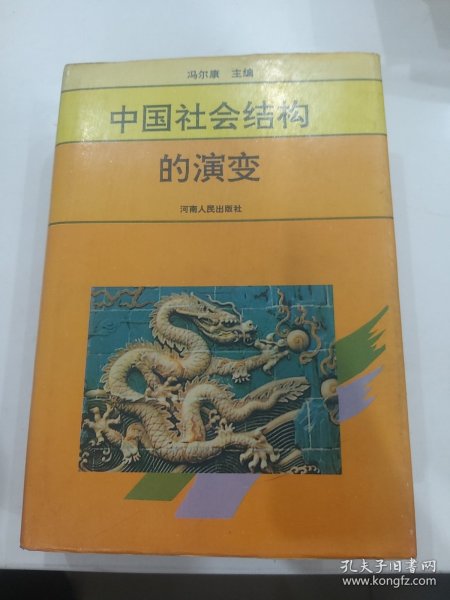 冯尔康 主编
中国社会结构
的演变
河南人民出版社
孔夫子旧书网
www.kongfz.com